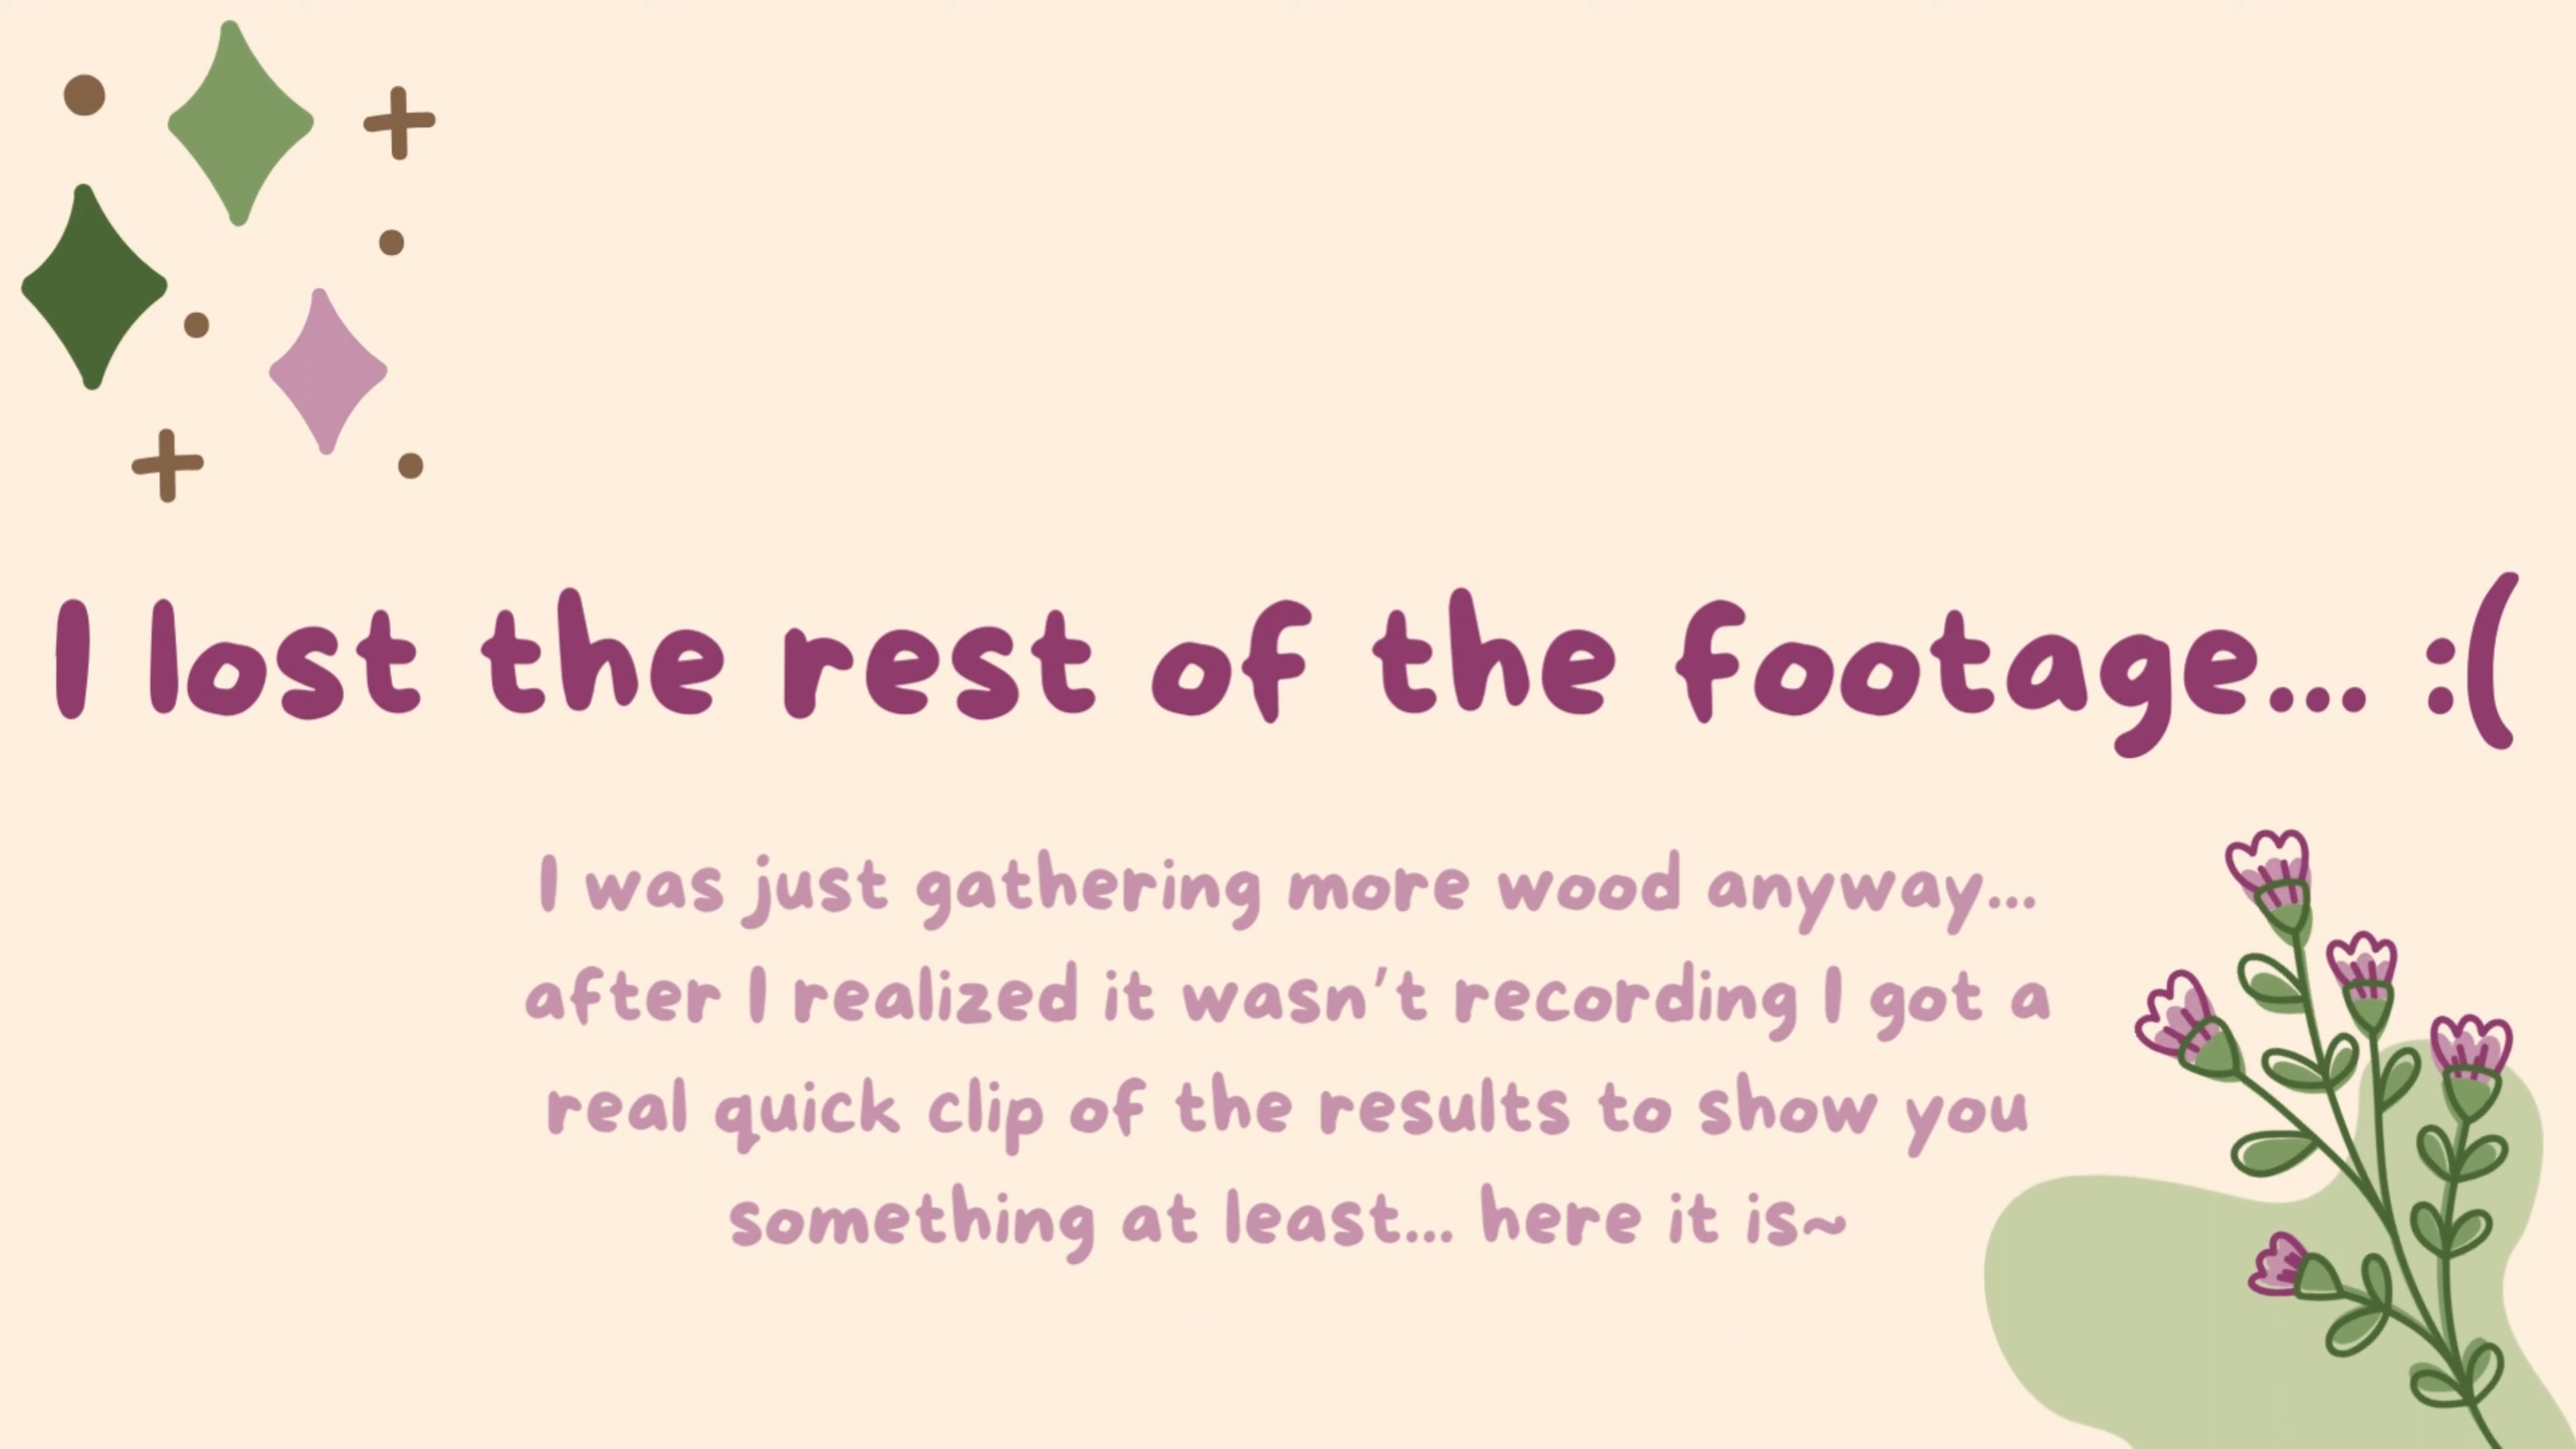 I lost the rest of the footage... :(
I was just gathering more wood anyway...
after I realized it wasn't recording I got a
real quick clip of the results to show you
something at least... here it is~